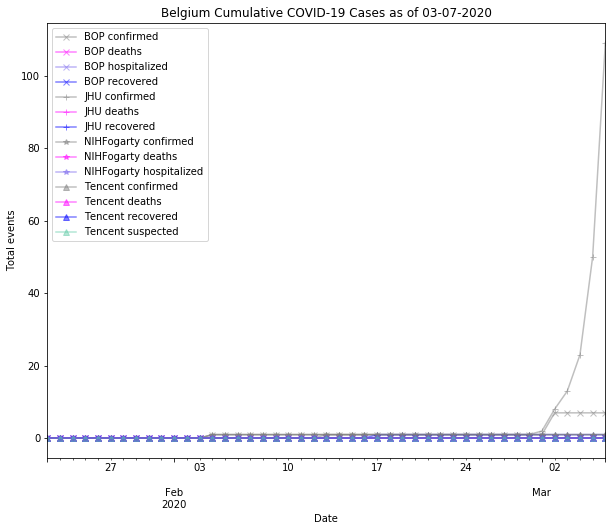 Belgium Cumulative COVID-19 Cases as of 03-07-2020
BOP confirmed
BOP deaths
BOP hospitalized
BOP recovered
JHU confirmed
JHU deaths
JHU recovered
NIHFogarty confirmed
NIHFogarty deaths
NIHFogarty hospitalized
Tencent confirmed
Tencent deaths
Tencent recovered
Tencent suspected
Total events
100
80
60
40
20
0
27 03 10 17 24 02
Feb Mar
2020
Date